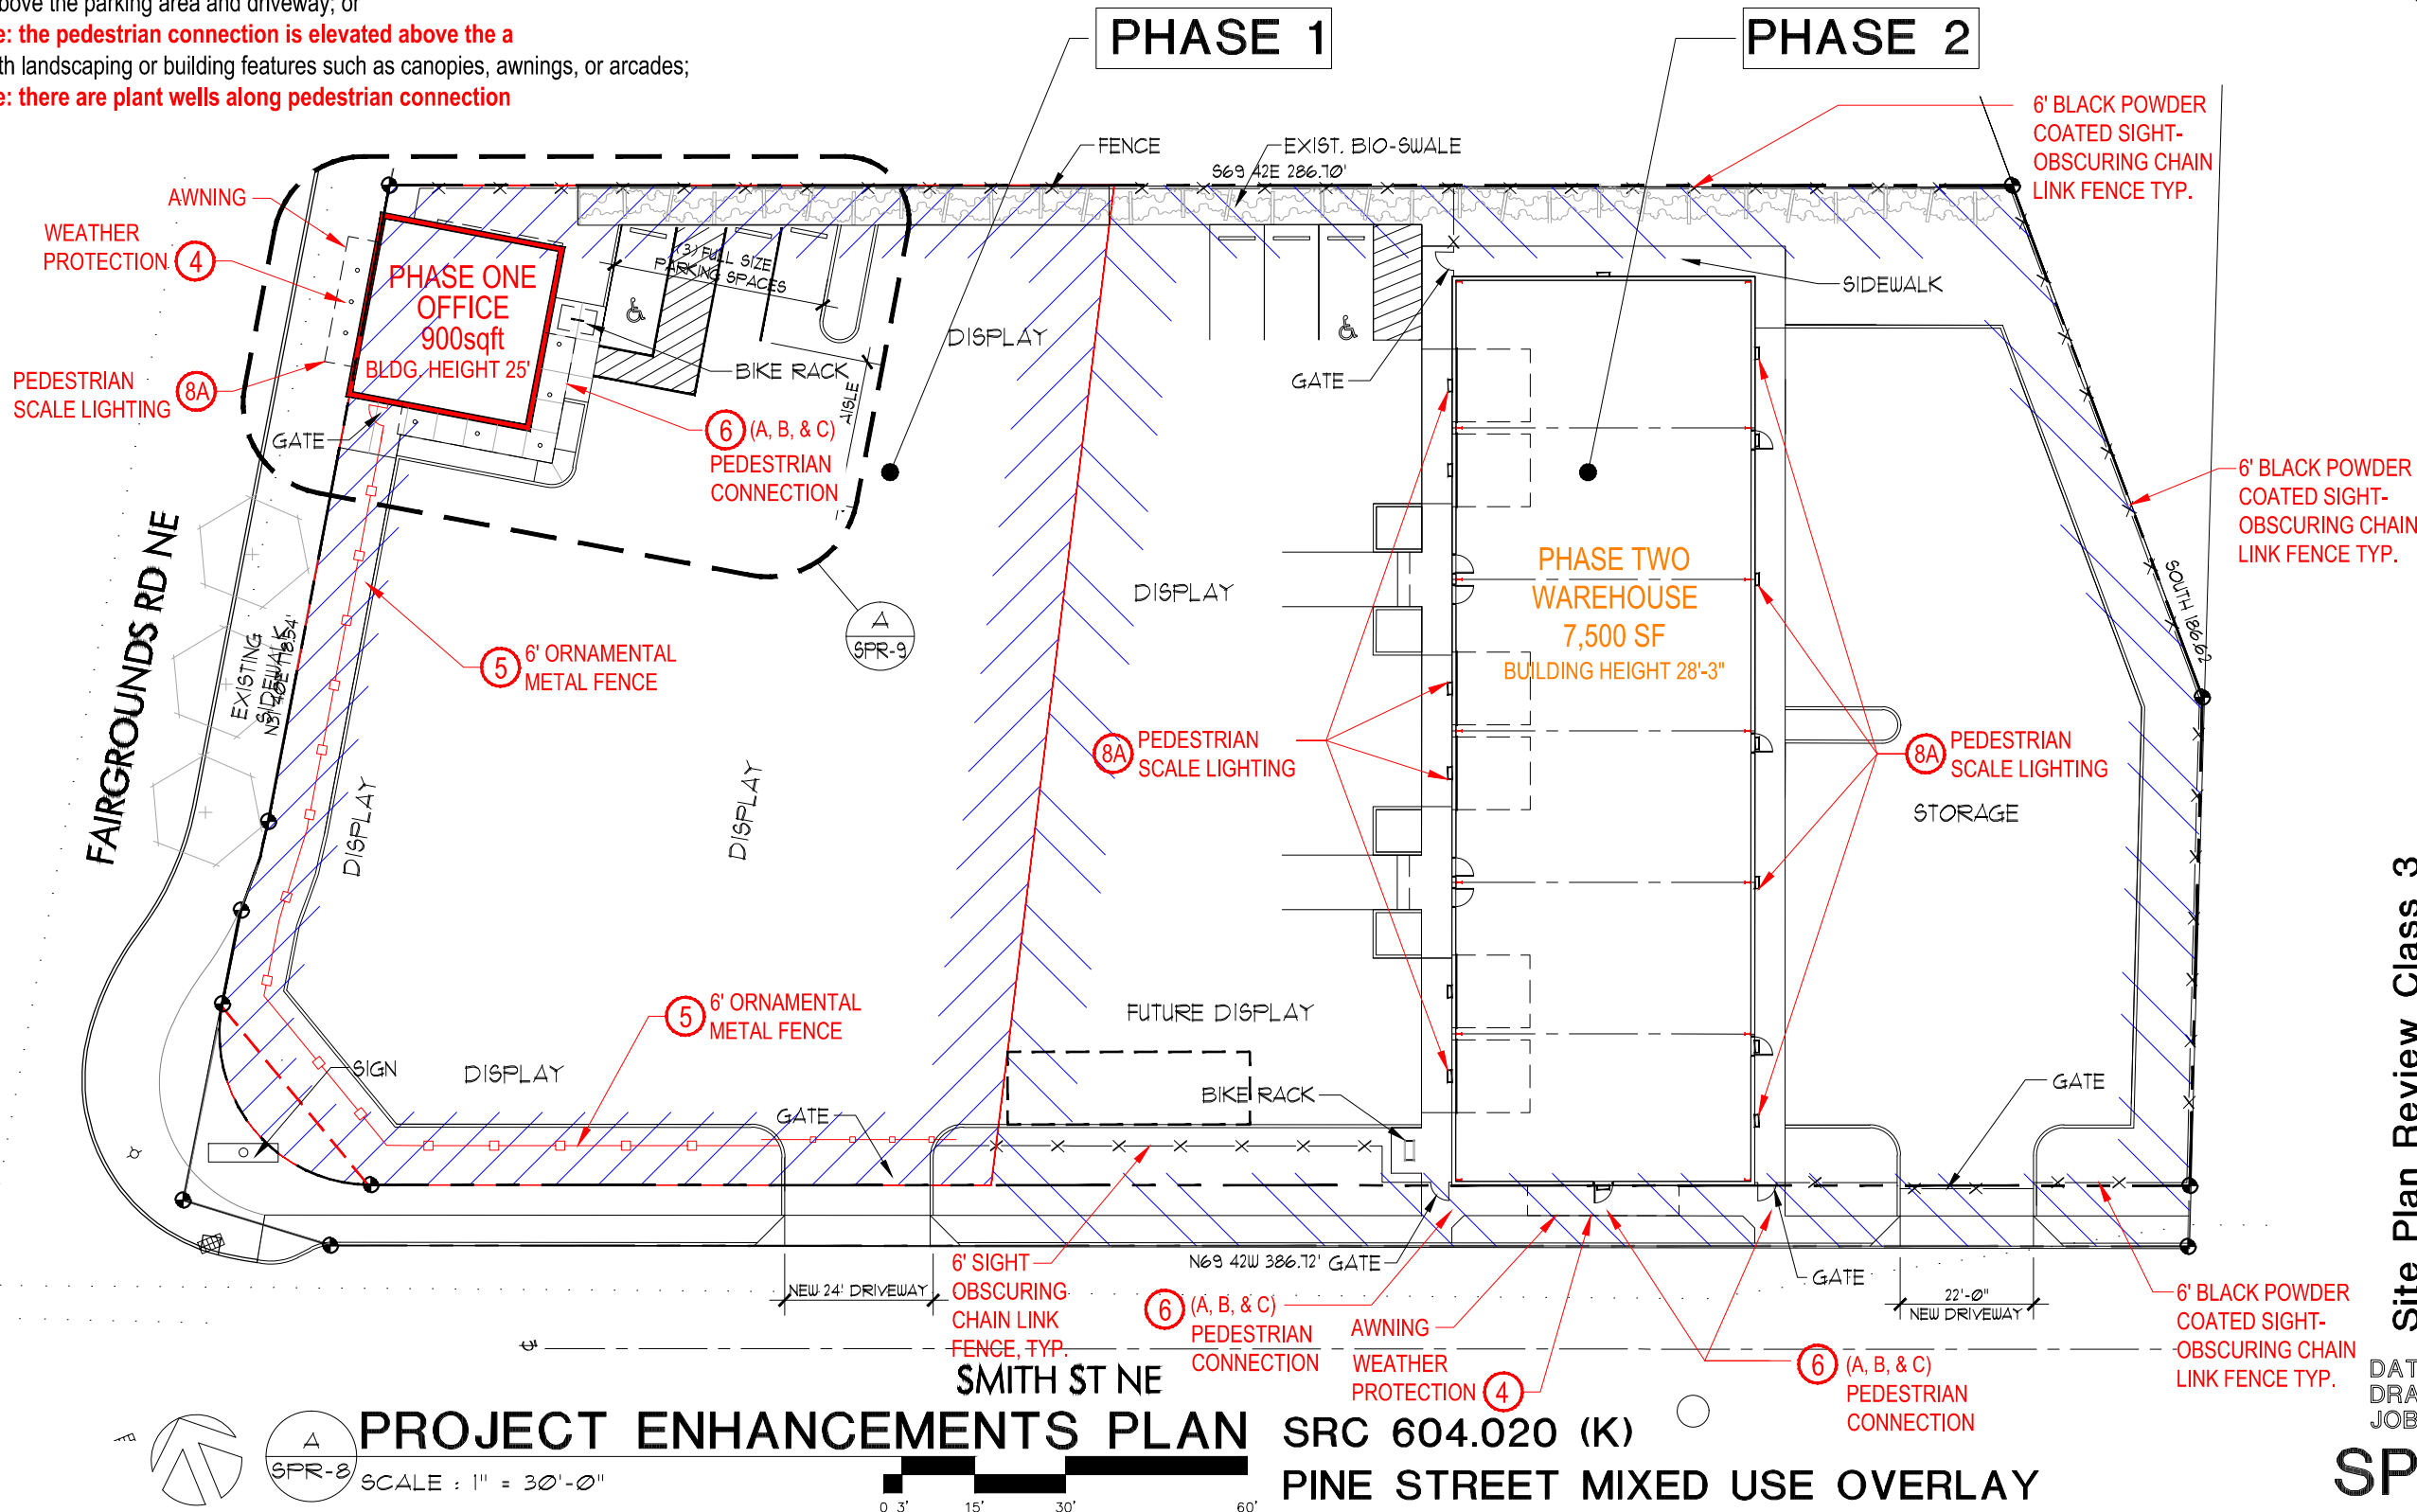 above the parking area and driveway; or
e: the pedestrian connection is elevated above the a
th landscaping or building features such as canopies, awnings, or arcades;
e: there are plant wells along pedestrian connection
PHASE 1
PHASE 2
6' BLACK POWDER
COATED SIGHT-
OBSCURING CHAIN
LINK FENCE TYP.
FENCE
EXIST. BIO-SWALE
S69 42E 286.70'
AWNING
WEATHER
PROTECTION
4
PHASE ONE
OFFICE
900sqft
BLDG. HEIGHT 25'
(3) FULL SIZE
PARKING SPACES
DISPLAY
SIDEWALK
PEDESTRIAN
SCALE LIGHTING
8A
BIKE RACK
AISLE
GATE
GATE
6 (A, B, & C)
PEDESTRIAN
CONNECTION
6' BLACK POWDER
COATED SIGHT-
OBSCURING CHAIN
LINK FENCE TYP.
SOUTH 186.62'
FAIRGROUNDS RD NE
EXISTING
SIDEWALK
5
6' ORNAMENTAL
METAL FENCE
A
SPR-9
DISPLAY
PHASE TWO
WAREHOUSE
7,500 SF
BUILDING HEIGHT 28'-3"
8A
PEDESTRIAN
SCALE LIGHTING
8A
PEDESTRIAN
SCALE LIGHTING
DISPLAY
DISPLAY
STORAGE
5
6' ORNAMENTAL
METAL FENCE
FUTURE DISPLAY
SIGN
DISPLAY
GATE
BIKE RACK
GATE
N69 42W 386.72'
GATE
GATE
NEW 24' DRIVEWAY
22'-0"
NEW DRIVEWAY
6' SIGHT
OBSCURING
CHAIN LINK
FENCE, TYP.
6 (A, B, & C)
PEDESTRIAN
CONNECTION
AWNING
WEATHER
PROTECTION
4
6 (A, B, & C)
PEDESTRIAN
CONNECTION
6' BLACK POWDER
COATED SIGHT-
OBSCURING CHAIN
LINK FENCE TYP.
SMITH ST NE
A
SPR-8
PROJECT ENHANCEMENTS PLAN
SCALE : 1" = 30'-0"
0 3' 15' 30' 60'
SRC 604.020 (K)
PINE STREET MIXED USE OVERLAY
Site Plan Review Class 3
DAT
DRA
JOB
SP